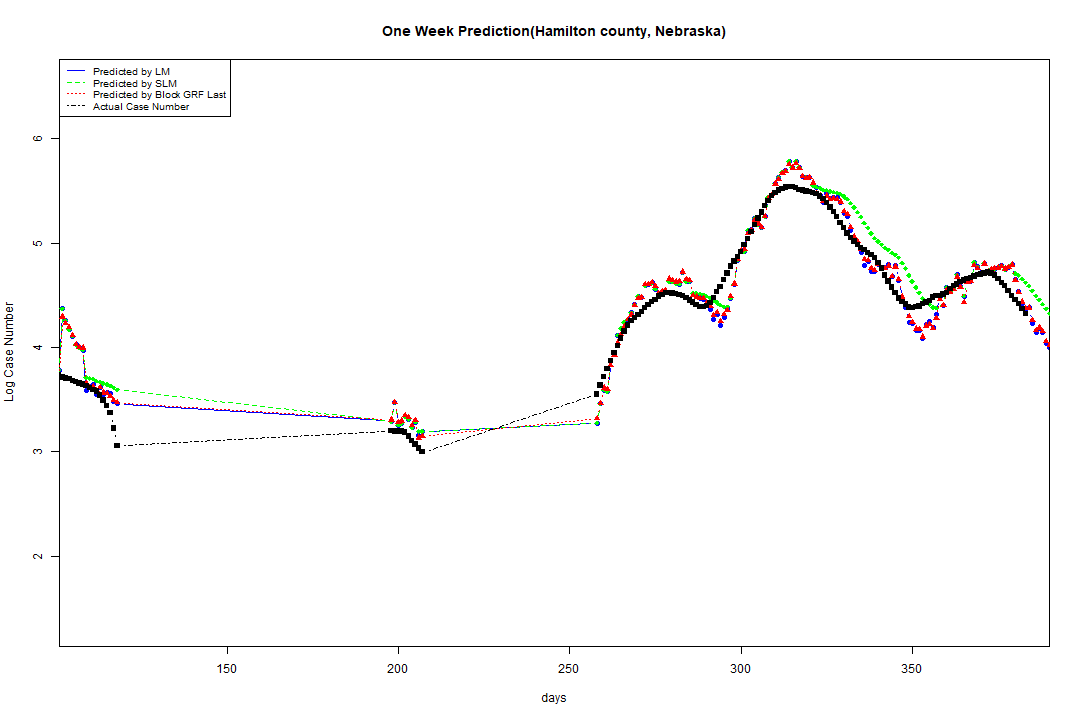 One Week Prediction(Hamilton county, Nebraska)
Predicted by LM
Predicted by SLM
Predicted by Block GRF Last
Actual Case Number
6
5
4
3
2
Log Case Number
150
200
250
300
350
days